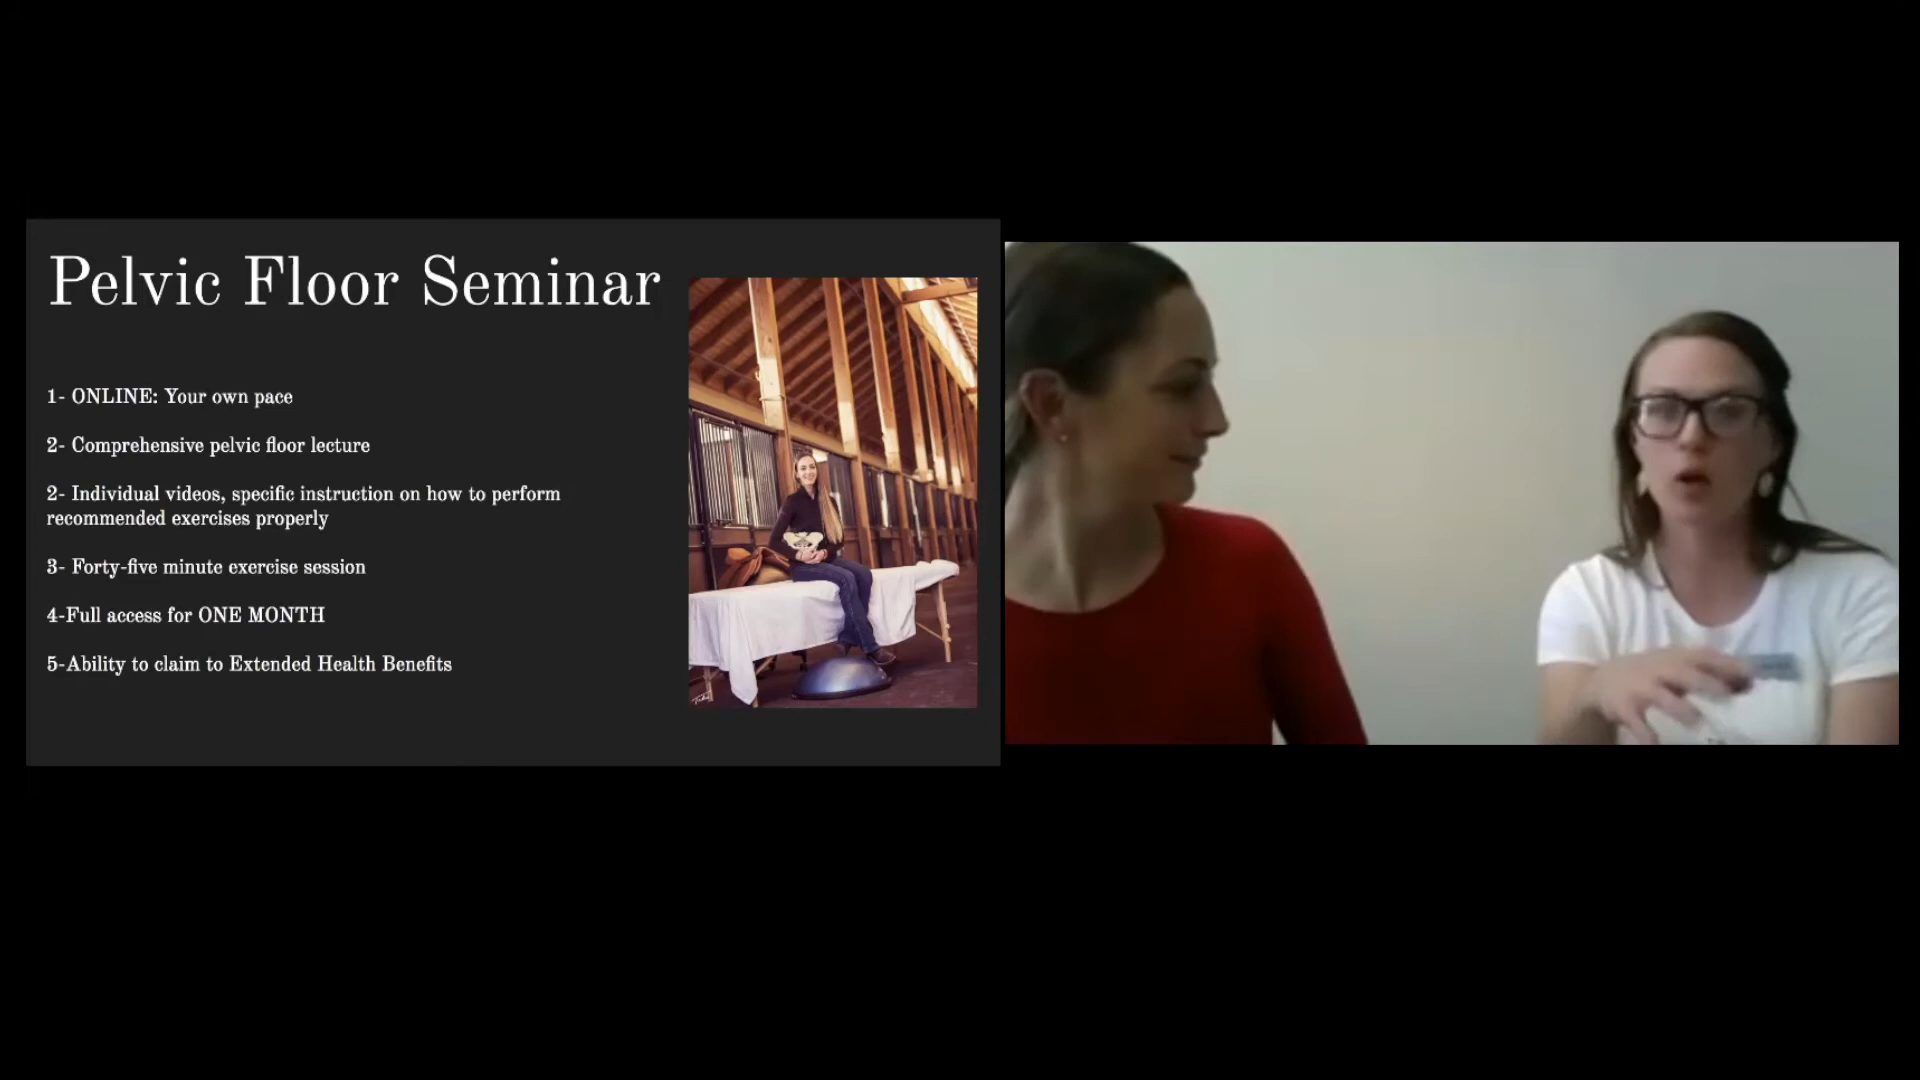 Pelvic Floor Seminar
1- ONLINE: Your own pace
2- Comprehensive pelvic floor lecture
2- Individual videos, specific instruction on how to perform
recommended exercises properly
3- Forty-five minute exercise session
4-Full access for ONE MONTH
5-Ability to claim to Extended Health Benefits